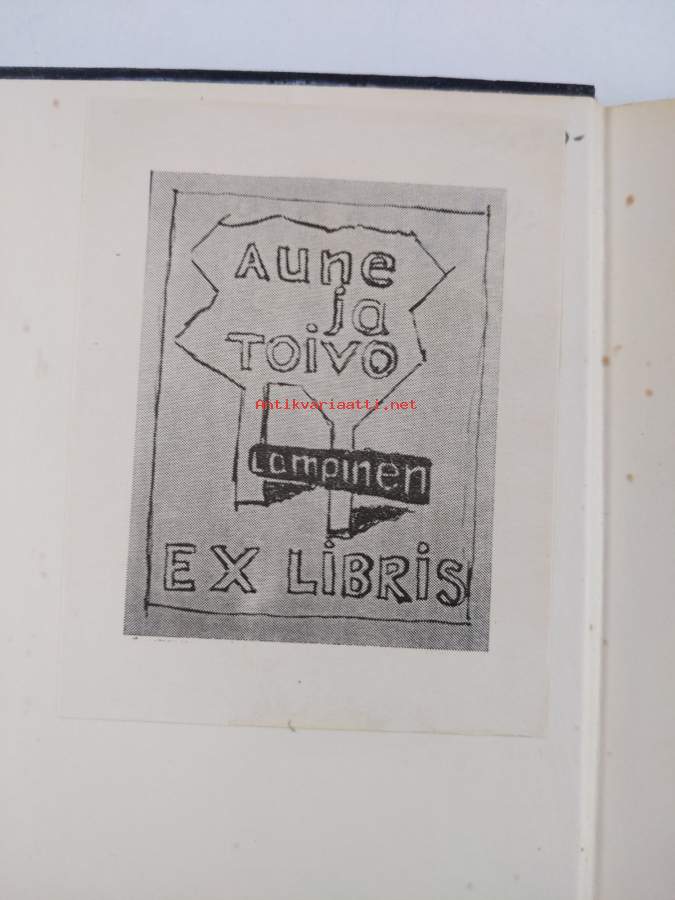 Aune
ja
TOiVO
Antikvariaatti.net
Lampinen
EX LiBRiS